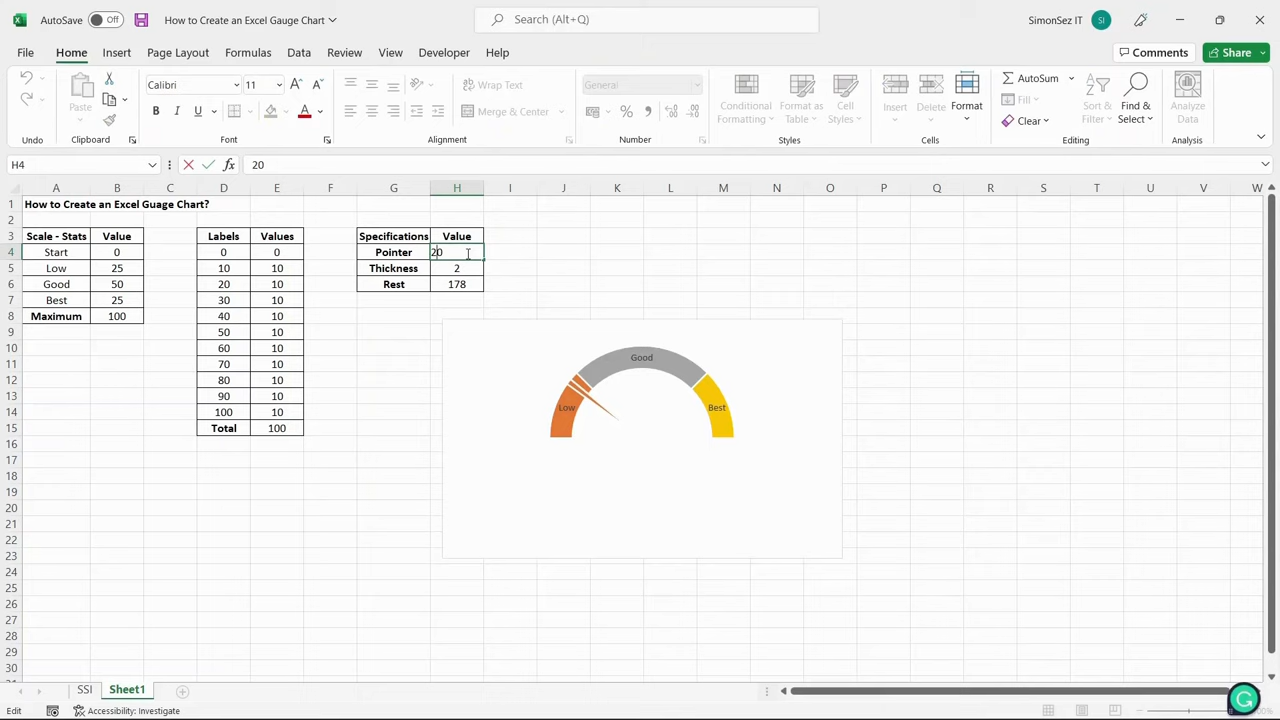 AutoSave Off How to Create an Excel Gauge Chart Search (Alt+Q) SimonSez IT SI
File Home Insert Page Layout Formulas Data Review View Developer Help Comments Share
Calibri 11 A A Wrap Text General AutoSum
Paste B I U A Merge & Center % Conditional Formatting Format as Table Cell Styles Insert Delete Format Fill Clear Sort & Filter Find & Select Analyze Data
Undo Clipboard Font Alignment Number Styles Cells Editing Analysis
H4 fx 20
A B C D E F G H I J K L M N O P Q R S T U V W
1 How to Create an Excel Guage Chart?
2
3 Scale - Stats Value Labels Values Specifications Value
4 Start 0 0 0 Pointer 20
5 Low 25 10 10 Thickness 2
6 Good 50 20 10 Rest 178
7 Best 25 30 10
8 Maximum 100 40 10
9 50 10
10 60 10
11 70 10
12 80 10
13 90 10
14 100 10
15 Total 100
16
17
18
19
20
21
22
23
24
25
26
27
28
29
30
Good
Low Best
SSI Sheet1
Edit Accessibility: Investigate